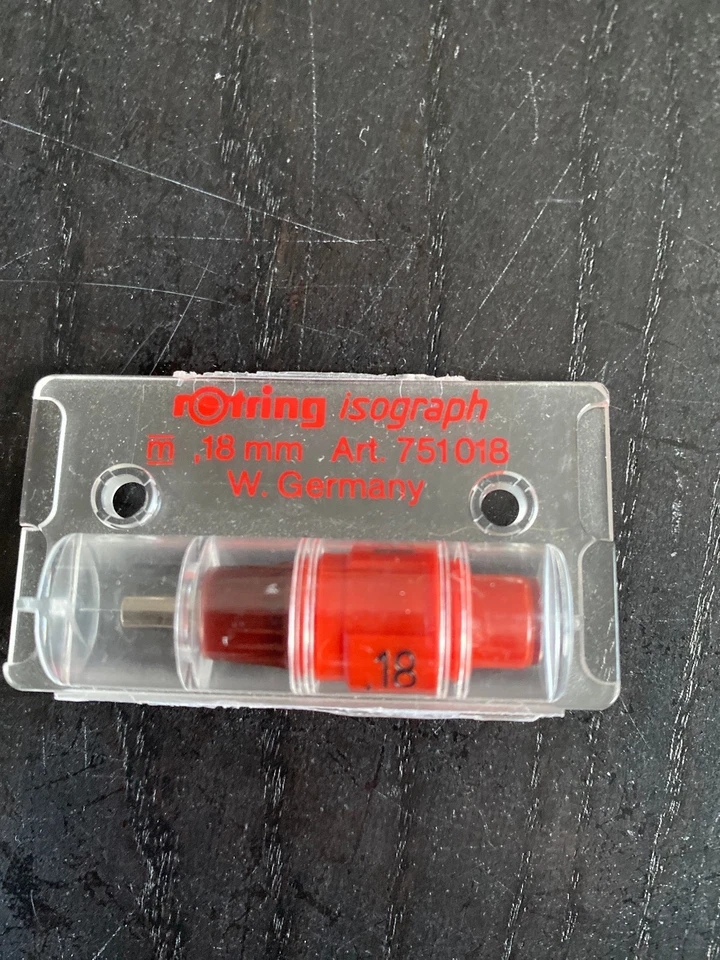 rotring isograph
m .18 mm Art. 751018
W. Germany
.18